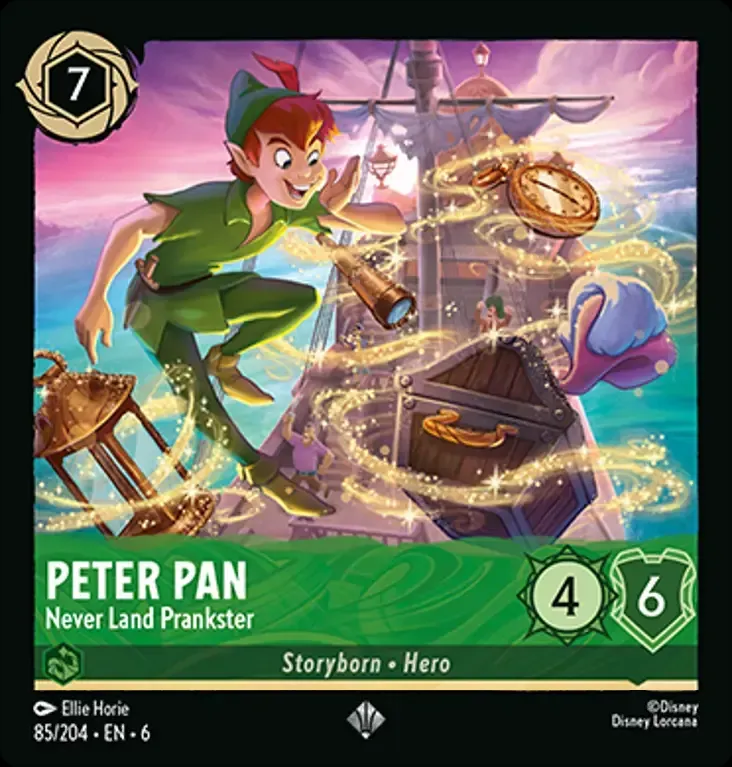 7
PETER PAN
Never Land Prankster
4
6
Storyborn • Hero
Ellie Horie
85/204 • EN • 6
©Disney
Disney Lorcana